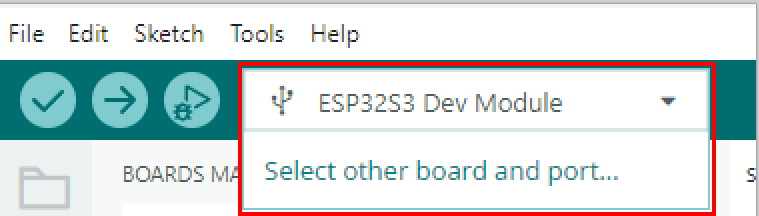 File Edit Sketch Tools Help
ESP32S3 Dev Module
BOARDS MA
Select other board and port...
S